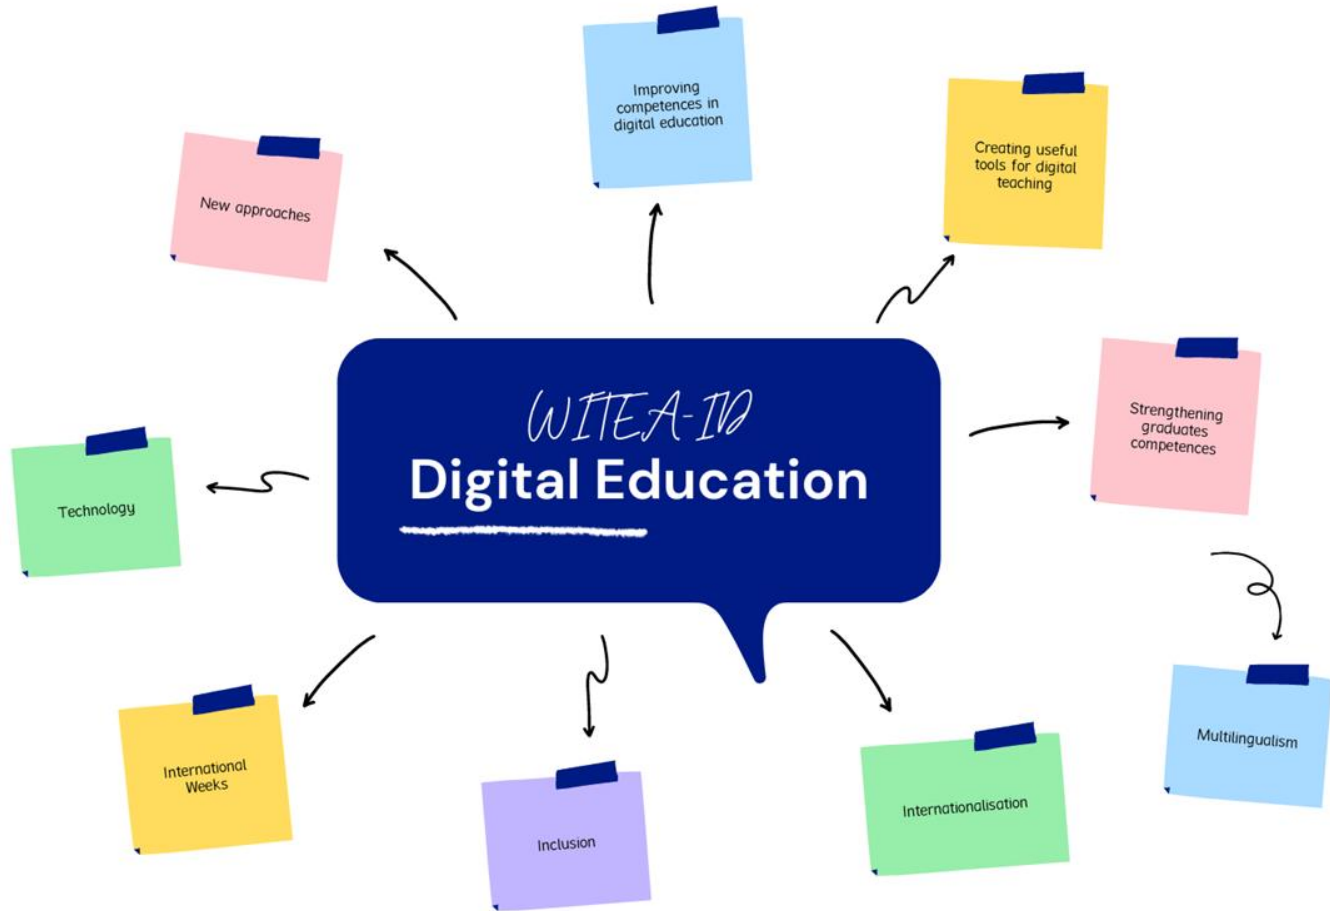 Improving
competences in
digital education
Creating useful
tools for digital
teaching
New approaches
WITEA-ID
Digital Education
Strengthening
graduates
competences
Technology
Multilingualism
International
Weeks
Internationalisation
Inclusion